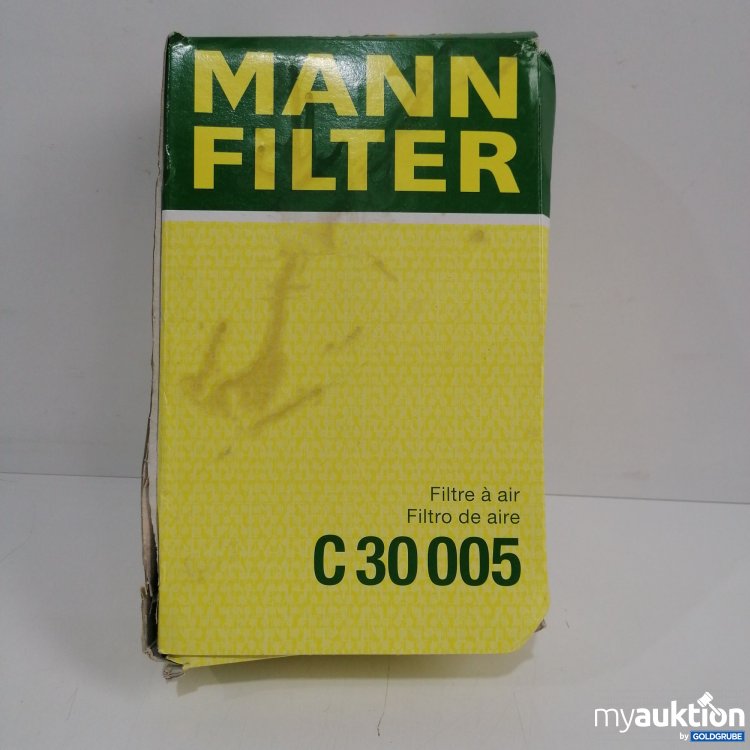 MANN
FILTER
Filtre à air
Filtro de aire
C 30 005
myauktion
by GOLDGRUBE